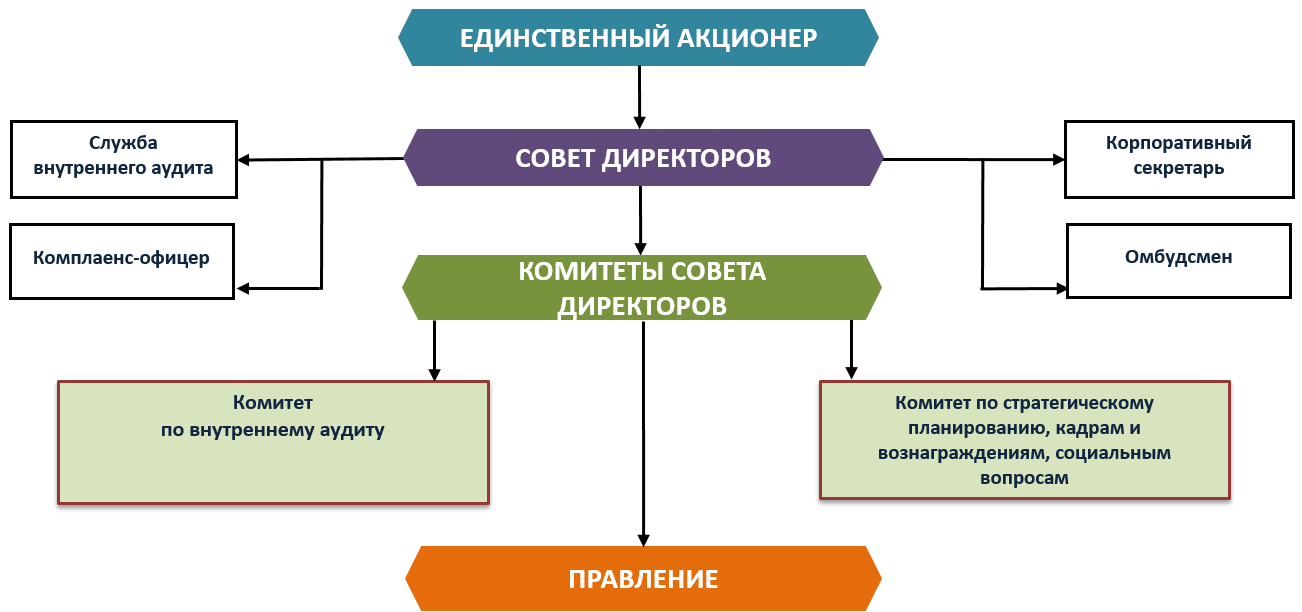 ЕДИНСТВЕННЫЙ АКЦИОНЕР
Служба
внутреннего аудита
СОВЕТ ДИРЕКТОРОВ
Корпоративный
секретарь
Комплаенс-офицер
КОМИТЕТЫ СОВЕТА
ДИРЕКТОРОВ
Омбудсмен
Комитет
по внутреннему аудиту
Комитет по стратегическому
планированию, кадрам и
вознаграждениям, социальным
вопросам
ПРАВЛЕНИЕ